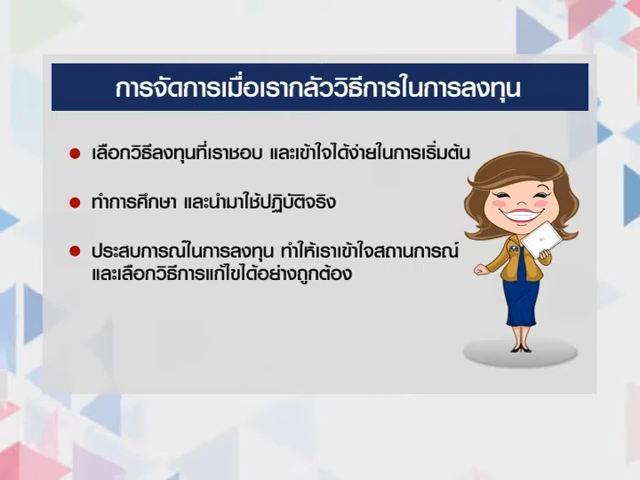 การจัดการเมื่อเรากลัววิธีการในการลงทุน
เลือกวิธีลงทุนที่เราชอบ และเข้าใจได้ง่ายในการเริ่มต้น
ทำการศึกษา และนำมาใช้ปฏิบัติจริง
ประสบการณ์ในการลงทุน ทำให้เราเข้าใจสถานการณ์
และเลือกวิธีการแก้ไขได้อย่างถูกต้อง